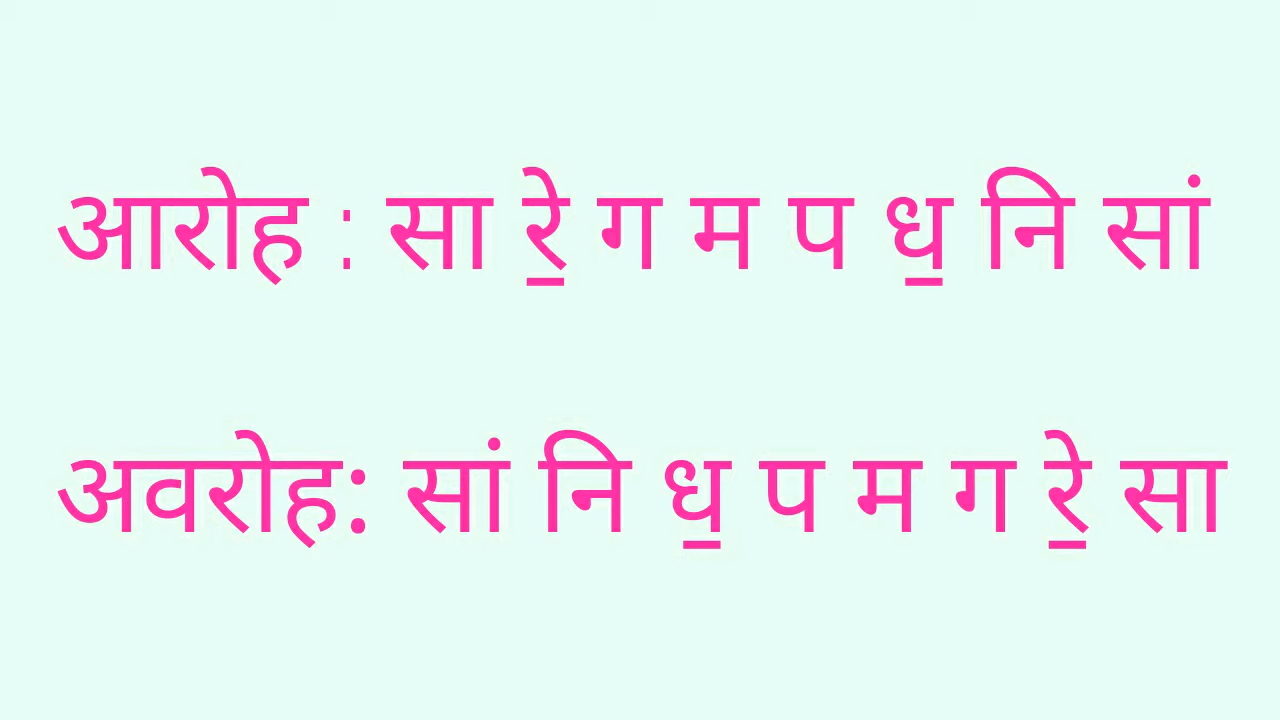 आरोह : सा रे॒ ग म प ध॒ नि सां
अवरोह: सां नि ध॒ प म ग रे॒ सा